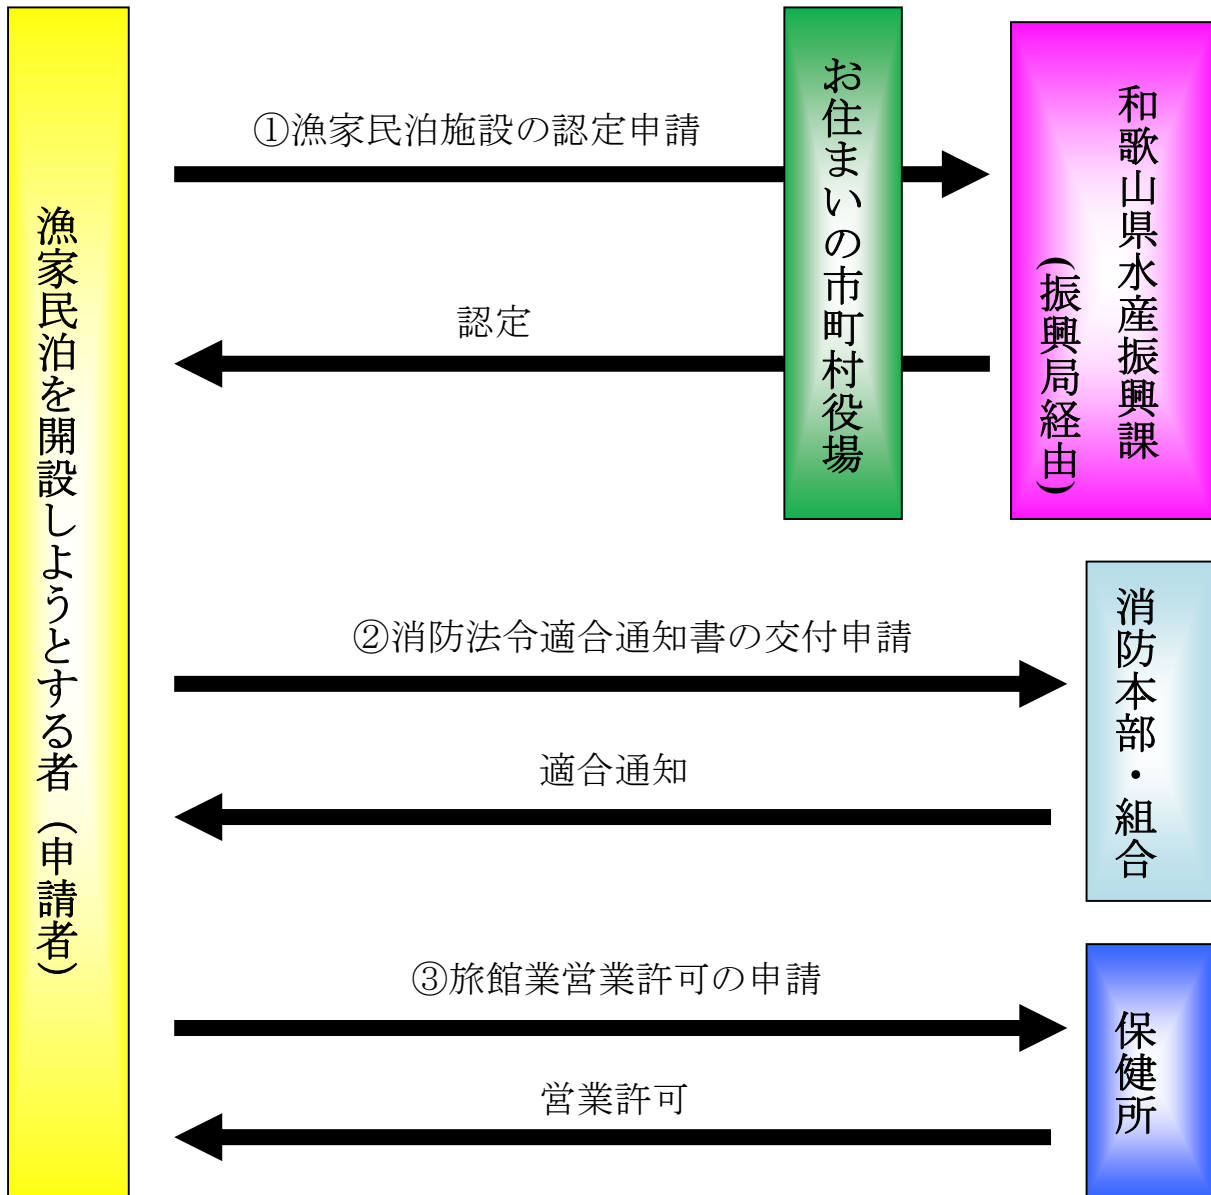 漁家民泊を開設しようとする者（申請者）
①漁家民泊施設の認定申請
認定
お住まいの市町村役場
和歌山県水産振興課
（振興局経由）
②消防法令適合通知書の交付申請
適合通知
消防本部・組合
③旅館業営業許可の申請
営業許可
保健所